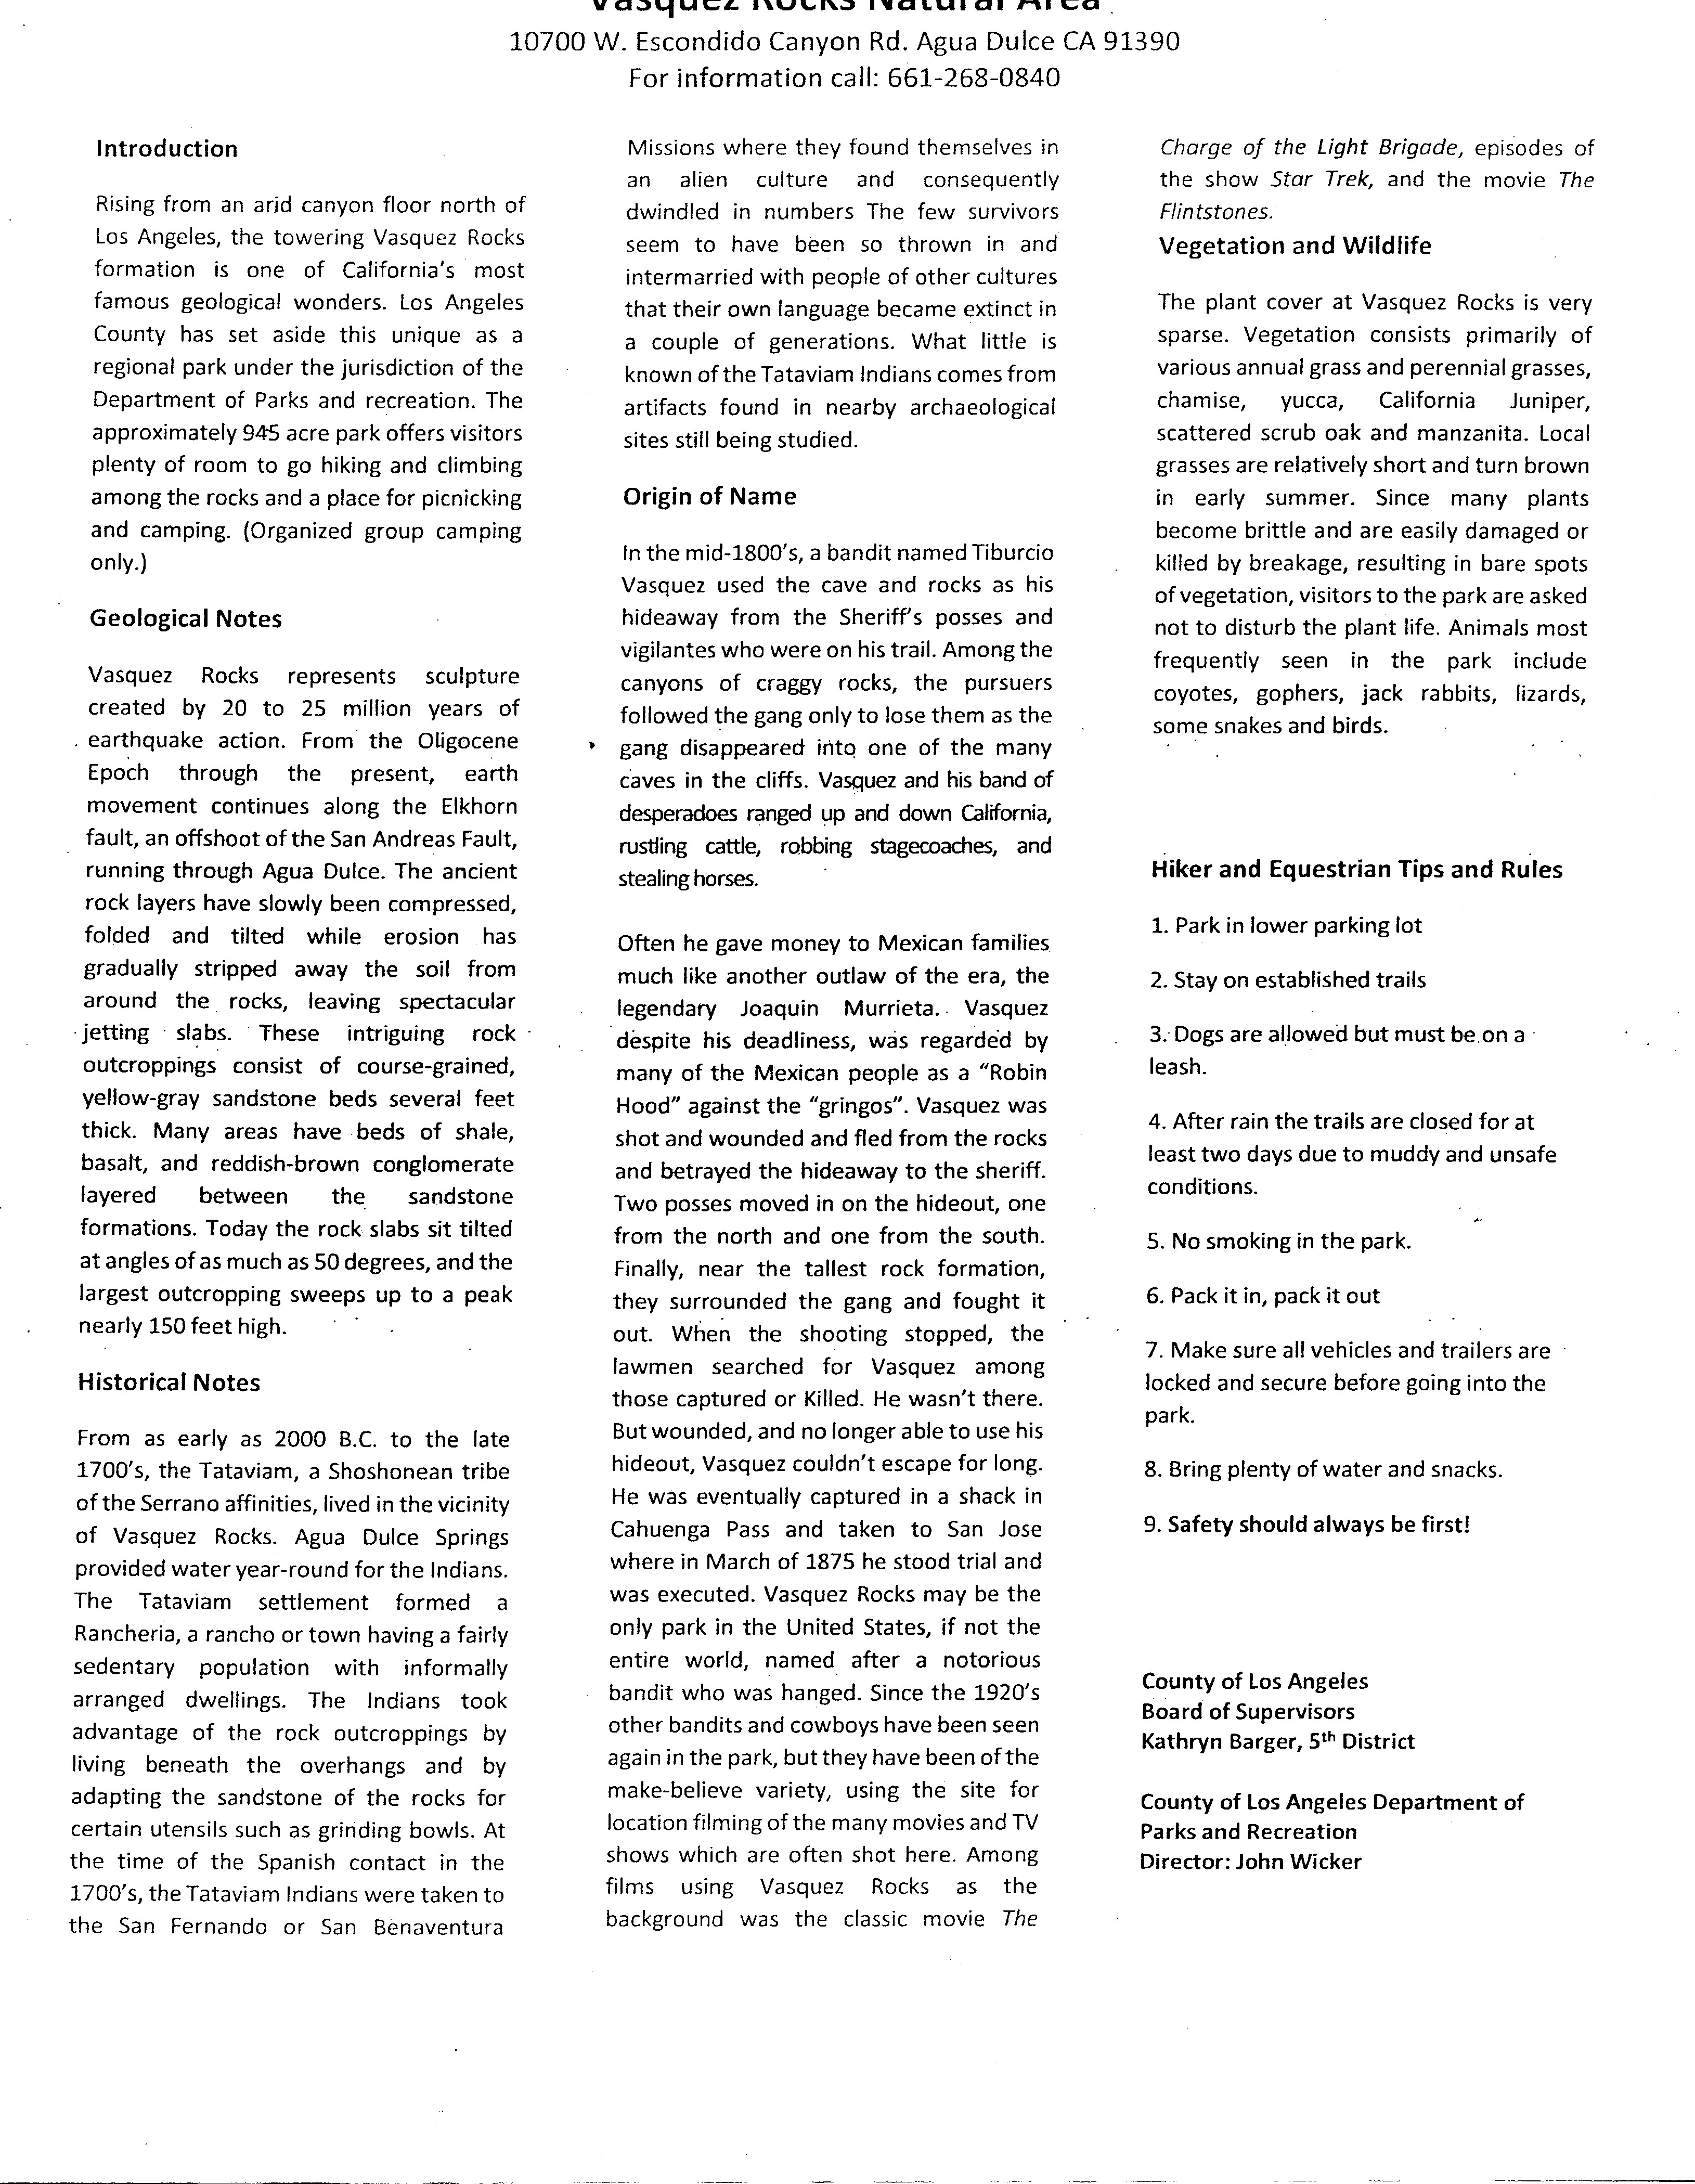 Vasquez Rocks Natural Area
10700 W. Escondido Canyon Rd. Agua Dulce CA 91390
For information call: 661-268-0840
Introduction
Rising from an arid canyon floor north of
Los Angeles, the towering Vasquez Rocks
formation is one of California's most
famous geological wonders. Los Angeles
County has set aside this unique as a
regional park under the jurisdiction of the
Department of Parks and recreation. The
approximately 945 acre park offers visitors
plenty of room to go hiking and climbing
among the rocks and a place for picnicking
and camping. (Organized group camping
only.)
Geological Notes
Vasquez Rocks represents sculpture
created by 20 to 25 million years of
earthquake action. From the Oligocene
Epoch through the present, earth
movement continues along the Elkhorn
fault, an offshoot of the San Andreas Fault,
running through Agua Dulce. The ancient
rock layers have slowly been compressed,
folded and tilted while erosion has
gradually stripped away the soil from
around the rocks, leaving spectacular
jetting slabs. These intriguing rock
outcroppings consist of course-grained,
yellow-gray sandstone beds several feet
thick. Many areas have beds of shale,
basalt, and reddish-brown conglomerate
layered between the sandstone
formations. Today the rock slabs sit tilted
at angles of as much as 50 degrees, and the
largest outcropping sweeps up to a peak
nearly 150 feet high.
Historical Notes
From as early as 2000 B.C. to the late
1700's, the Tataviam, a Shoshonean tribe
of the Serrano affinities, lived in the vicinity
of Vasquez Rocks. Agua Dulce Springs
provided water year-round for the Indians.
The Tataviam settlement formed a
Rancheria, a rancho or town having a fairly
sedentary population with informally
arranged dwellings. The Indians took
advantage of the rock outcroppings by
living beneath the overhangs and by
adapting the sandstone of the rocks for
certain utensils such as grinding bowls. At
the time of the Spanish contact in the
1700's, the Tataviam Indians were taken to
the San Fernando or San Benaventura
Missions where they found themselves in
an alien culture and consequently
dwindled in numbers The few survivors
seem to have been so thrown in and
intermarried with people of other cultures
that their own language became extinct in
a couple of generations. What little is
known of the Tataviam Indians comes from
artifacts found in nearby archaeological
sites still being studied.
Origin of Name
In the mid-1800's, a bandit named Tiburcio
Vasquez used the cave and rocks as his
hideaway from the Sheriff's posses and
vigilantes who were on his trail. Among the
canyons of craggy rocks, the pursuers
followed the gang only to lose them as the
gang disappeared into one of the many
caves in the cliffs. Vasquez and his band of
desperadoes ranged up and down California,
rustling cattle, robbing stagecoaches, and
stealing horses.
Often he gave money to Mexican families
much like another outlaw of the era, the
legendary Joaquin Murrieta. Vasquez
despite his deadliness, was regarded by
many of the Mexican people as a "Robin
Hood" against the "gringos". Vasquez was
shot and wounded and fled from the rocks
and betrayed the hideaway to the sheriff.
Two posses moved in on the hideout, one
from the north and one from the south.
Finally, near the tallest rock formation,
they surrounded the gang and fought it
out. When the shooting stopped, the
lawmen searched for Vasquez among
those captured or Killed. He wasn't there.
But wounded, and no longer able to use his
hideout, Vasquez couldn't escape for long.
He was eventually captured in a shack in
Cahuenga Pass and taken to San Jose
where in March of 1875 he stood trial and
was executed. Vasquez Rocks may be the
only park in the United States, if not the
entire world, named after a notorious
bandit who was hanged. Since the 1920's
other bandits and cowboys have been seen
again in the park, but they have been of the
make-believe variety, using the site for
location filming of the many movies and TV
shows which are often shot here. Among
films using Vasquez Rocks as the
background was the classic movie The
Charge of the Light Brigade, episodes of
the show Star Trek, and the movie The
Flintstones.
Vegetation and Wildlife
The plant cover at Vasquez Rocks is very
sparse. Vegetation consists primarily of
various annual grass and perennial grasses,
chamise, yucca, California Juniper,
scattered scrub oak and manzanita. Local
grasses are relatively short and turn brown
in early summer. Since many plants
become brittle and are easily damaged or
killed by breakage, resulting in bare spots
of vegetation, visitors to the park are asked
not to disturb the plant life. Animals most
frequently seen in the park include
coyotes, gophers, jack rabbits, lizards,
some snakes and birds.
Hiker and Equestrian Tips and Rules
1. Park in lower parking lot
2. Stay on established trails
3. Dogs are allowed but must be on a
leash.
4. After rain the trails are closed for at
least two days due to muddy and unsafe
conditions.
5. No smoking in the park.
6. Pack it in, pack it out
7. Make sure all vehicles and trailers are
locked and secure before going into the
park.
8. Bring plenty of water and snacks.
9. Safety should always be first!
County of Los Angeles
Board of Supervisors
Kathryn Barger, 5th District
County of Los Angeles Department of
Parks and Recreation
Director: John Wicker